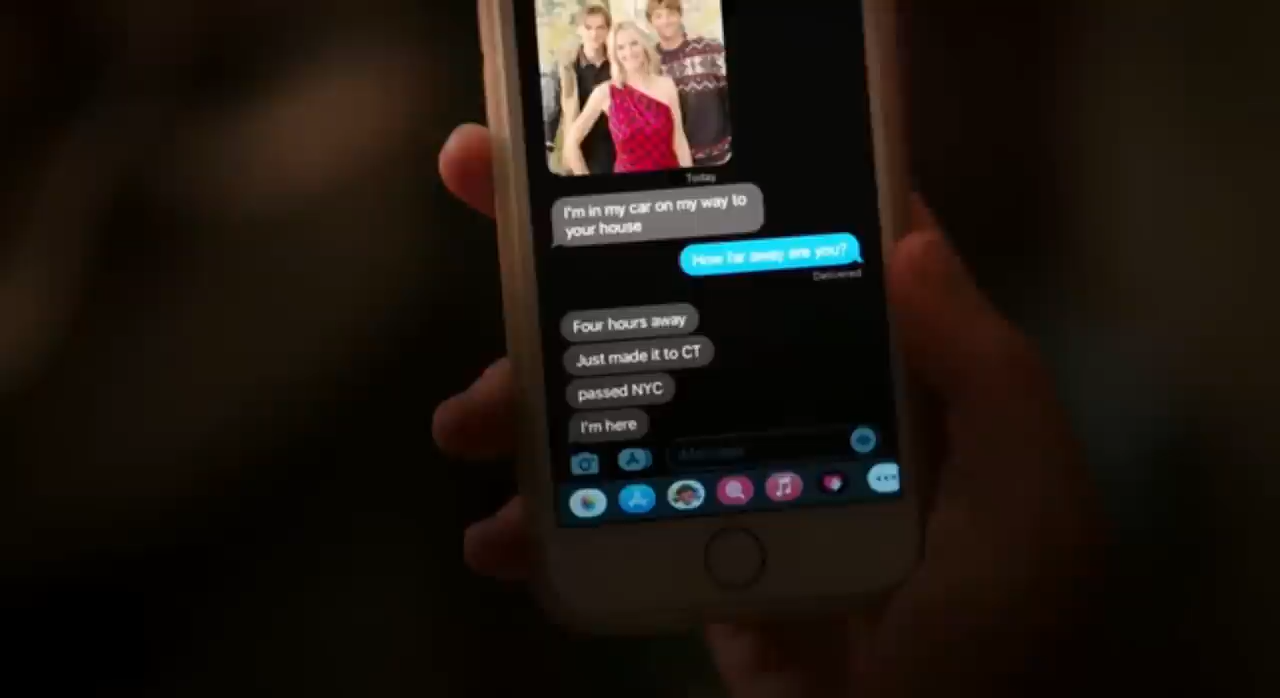 Today
I'm in my car on my way to
your house
How far away are you?
Delivered
Four hours away
Just made it to CT
passed NYC
I'm here
iMessage